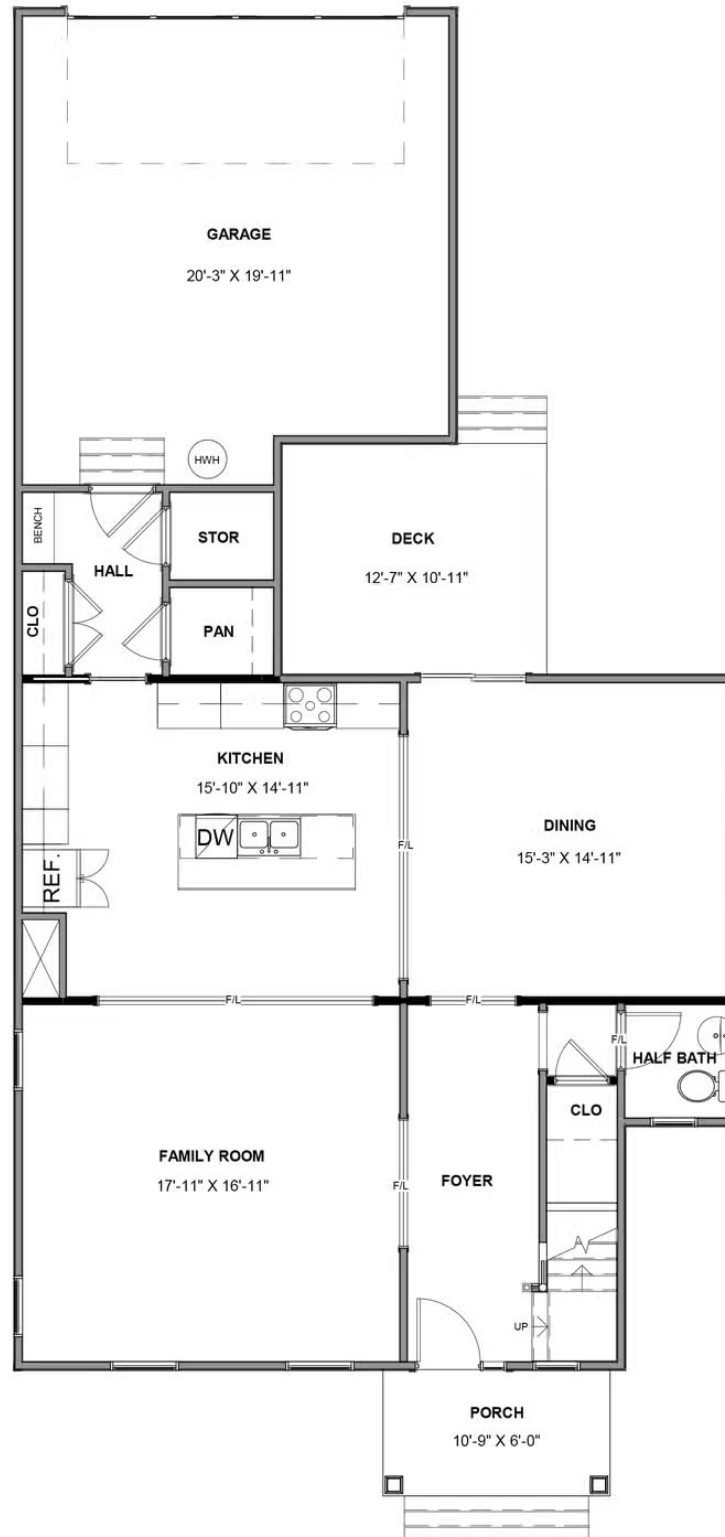 GARAGE
20'-3" X 19'-11"
HWH
BENCH
STOR
HALL
DECK
12'-7" X 10'-11"
CLO
PAN
KITCHEN
15'-10" X 14'-11"
DW
REF.
F/L
DINING
15'-3" X 14'-11"
F/L
F/L
F/L
HALF BATH
CLO
FAMILY ROOM
17'-11" X 16'-11"
F/L
FOYER
UP
PORCH
10'-9" X 6'-0"